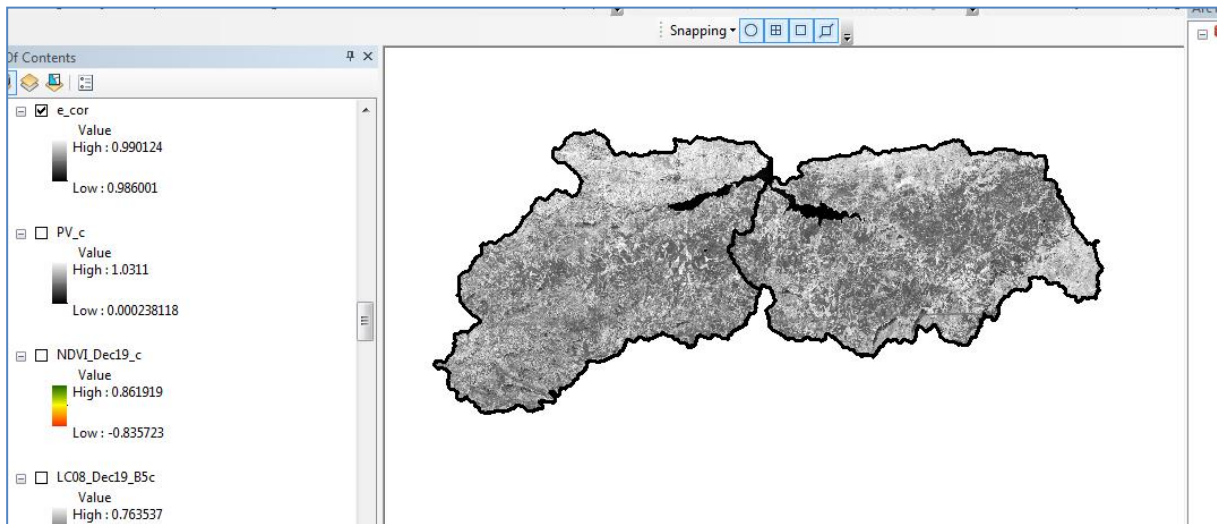 Snapping
Of Contents
e_cor
Value
High : 0.990124
Low : 0.986001
PV_c
Value
High : 1.0311
Low : 0.000238118
NDVI_Dec19_c
Value
High : 0.861919
Low : -0.835723
LC08_Dec19_B5c
Value
High : 0.763537